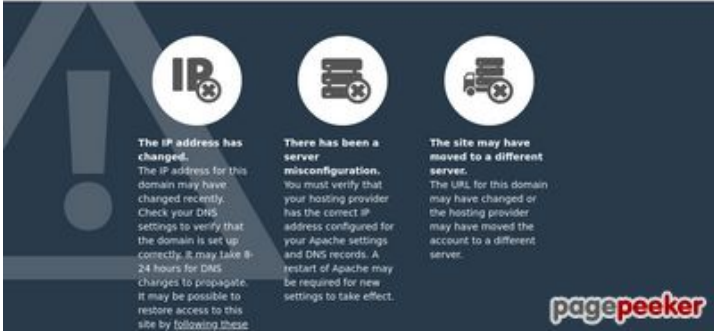 IP
The IP address has
changed.
The IP address for this
domain may have
changed recently.
Check your DNS
settings to verify that
the domain is set up
correctly. It may take 8-
24 hours for DNS
changes to propagate.
It may be possible to
restore access to this
site by following these
There has been a
server
misconfiguration.
You must verify that
your hosting provider
has the correct IP
address configured for
your Apache settings
and DNS records. A
restart of Apache may
be required for new
settings to take effect.
The site may have
moved to a different
server.
The URL for this domain
may have changed or
the hosting provider
may have moved the
account to a different
server.
pagepeeker